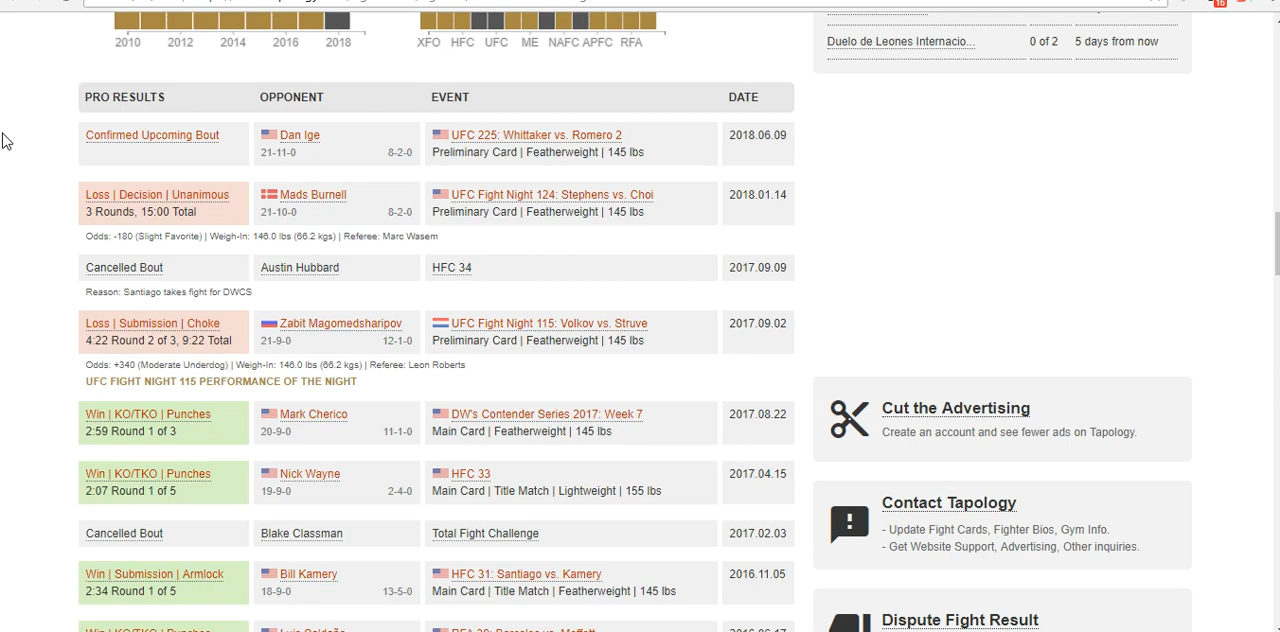 2010 2012 2014 2016 2018
XFO HFC UFC ME NAFC APFC RFA
16
Duelo de Leones Internacio... 0 of 2 5 days from now
PRO RESULTS OPPONENT EVENT DATE
Confirmed Upcoming Bout Dan Ige UFC 225: Whittaker vs. Romero 2 2018.06.09
21-11-0 8-2-0 Preliminary Card | Featherweight | 145 lbs
Loss | Decision | Unanimous Mads Burnell UFC Fight Night 124: Stephens vs. Choi 2018.01.14
3 Rounds, 15:00 Total 21-10-0 8-2-0 Preliminary Card | Featherweight | 145 lbs
Odds: -180 (Slight Favorite) | Weigh-In: 146.0 lbs (66.2 kgs) | Referee: Marc Wasem
Cancelled Bout Austin Hubbard HFC 34 2017.09.09
Reason: Santiago takes fight for DWCS
Loss | Submission | Choke Zabit Magomedsharipov UFC Fight Night 115: Volkov vs. Struve 2017.09.02
4:22 Round 2 of 3, 9:22 Total 21-9-0 12-1-0 Preliminary Card | Featherweight | 145 lbs
Odds: +340 (Moderate Underdog) | Weigh-In: 146.0 lbs (66.2 kgs) | Referee: Leon Roberts
UFC FIGHT NIGHT 115 PERFORMANCE OF THE NIGHT
Win | KO/TKO | Punches Mark Cherico DW's Contender Series 2017: Week 7 2017.08.22
2:59 Round 1 of 3 20-9-0 11-1-0 Main Card | Featherweight | 145 lbs
Win | KO/TKO | Punches Nick Wayne HFC 33 2017.04.15
2:07 Round 1 of 5 19-9-0 2-4-0 Main Card | Title Match | Lightweight | 155 lbs
Cancelled Bout Blake Classman Total Fight Challenge 2017.02.03
Win | Submission | Armlock Bill Kamery HFC 31: Santiago vs. Kamery 2016.11.05
2:34 Round 1 of 5 18-9-0 13-5-0 Main Card | Title Match | Featherweight | 145 lbs
Cut the Advertising
Create an account and see fewer ads on Tapology.
Contact Tapology
- Update Fight Cards, Fighter Bios, Gym Info.
- Get Website Support, Advertising, Other inquiries.
Dispute Fight Result